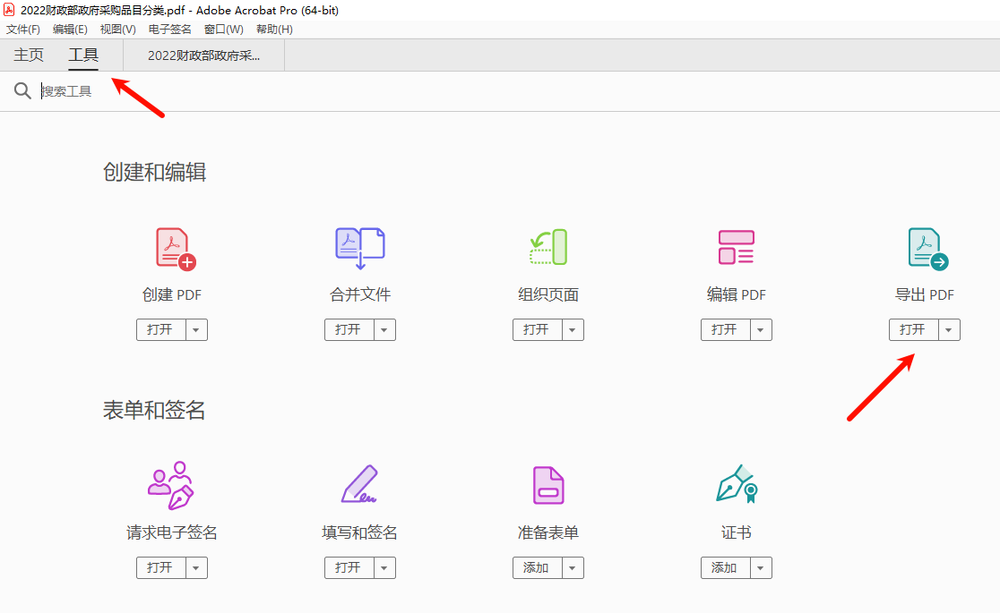 2022财政部政府采购品目分类.pdf - Adobe Acrobat Pro (64-bit)
文件(F) 编辑(E) 视图(V) 电子签名 窗口(W) 帮助(H)
主页 工具 2022财政部政府采...
搜索工具
创建和编辑
创建 PDF 合并文件 组织页面 编辑 PDF 导出 PDF
打开 打开 打开 打开 打开
表单和签名
请求电子签名 填写和签名 准备表单 证书
打开 打开 添加 添加